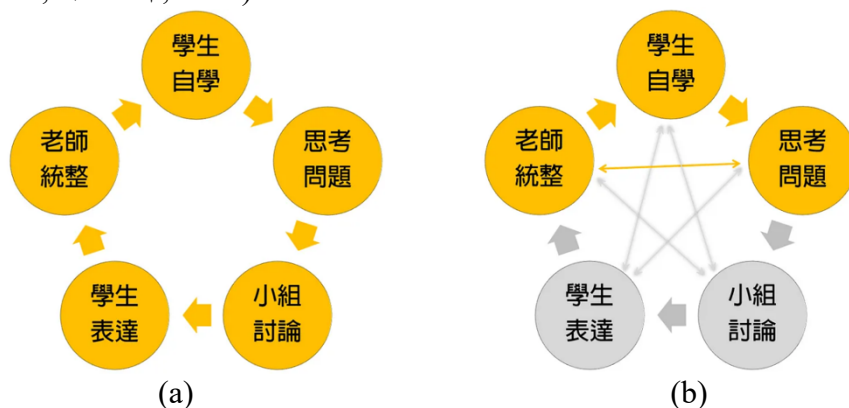 學生
自學
老師
統整
思考
問題
學生
表達
小組
討論
(a)
學生
自學
老師
統整
思考
問題
學生
表達
小組
討論
(b)